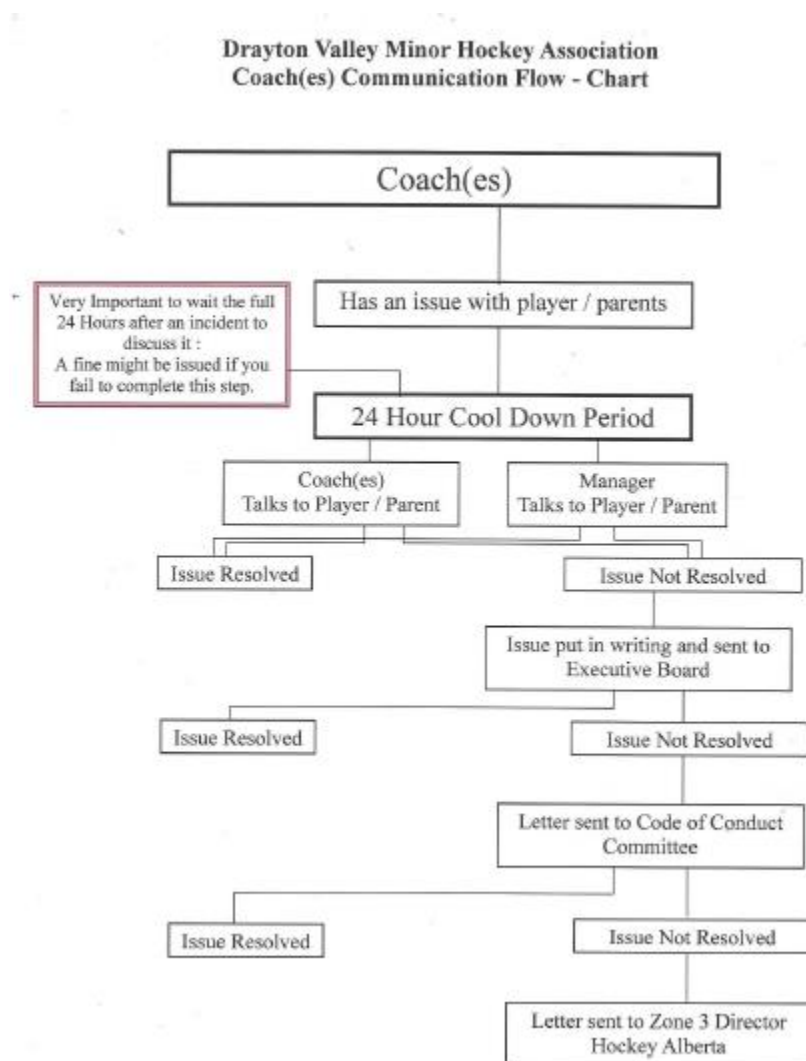 Drayton Valley Minor Hockey Association
Coach(es) Communication Flow - Chart
Coach(es)
Has an issue with player / parents
Very Important to wait the full
24 Hours after an incident to
discuss it :
A fine might be issued if you
fail to complete this step.
24 Hour Cool Down Period
Coach(es)
Talks to Player / Parent
Manager
Talks to Player / Parent
Issue Resolved
Issue Not Resolved
Issue put in writing and sent to
Executive Board
Issue Resolved
Issue Not Resolved
Letter sent to Code of Conduct
Committee
Issue Resolved
Issue Not Resolved
Letter sent to Zone 3 Director
Hockey Alberta